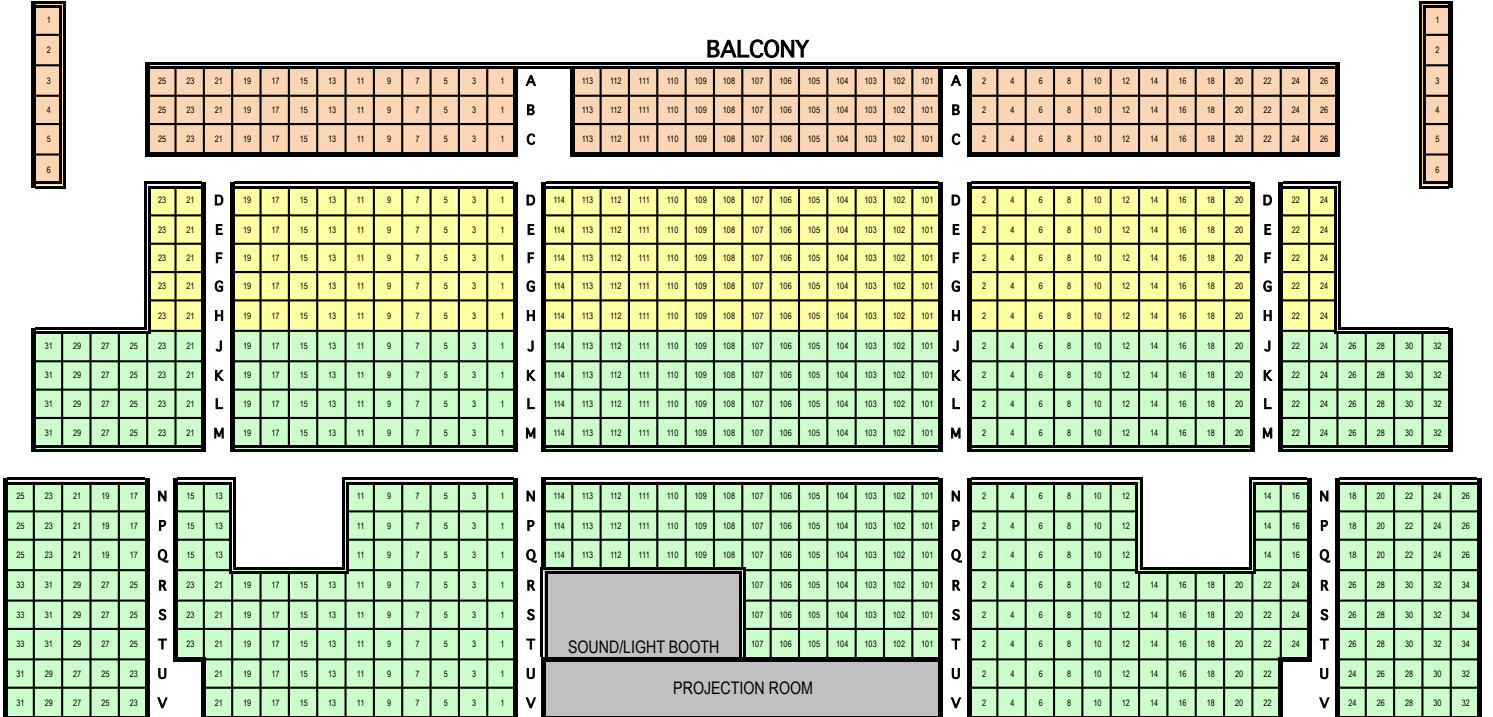 1 1
2 BALCONY 2
3 25 23 21 19 17 15 13 11 9 7 5 3 1 A 113 112 111 110 109 108 107 106 105 104 103 102 101 A 2 4 6 8 10 12 14 16 18 20 22 24 26 3
4 25 23 21 19 17 15 13 11 9 7 5 3 1 B 113 112 111 110 109 108 107 106 105 104 103 102 101 B 2 4 6 8 10 12 14 16 18 20 22 24 26 4
5 25 23 21 19 17 15 13 11 9 7 5 3 1 C 113 112 111 110 109 108 107 106 105 104 103 102 101 C 2 4 6 8 10 12 14 16 18 20 22 24 26 5
6 6
23 21 D 19 17 15 13 11 9 7 5 3 1 D 114 113 112 111 110 109 108 107 106 105 104 103 102 101 D 2 4 6 8 10 12 14 16 18 20 D 22 24
23 21 E 19 17 15 13 11 9 7 5 3 1 E 114 113 112 111 110 109 108 107 106 105 104 103 102 101 E 2 4 6 8 10 12 14 16 18 20 E 22 24
23 21 F 19 17 15 13 11 9 7 5 3 1 F 114 113 112 111 110 109 108 107 106 105 104 103 102 101 F 2 4 6 8 10 12 14 16 18 20 F 22 24
23 21 G 19 17 15 13 11 9 7 5 3 1 G 114 113 112 111 110 109 108 107 106 105 104 103 102 101 G 2 4 6 8 10 12 14 16 18 20 G 22 24
23 21 H 19 17 15 13 11 9 7 5 3 1 H 114 113 112 111 110 109 108 107 106 105 104 103 102 101 H 2 4 6 8 10 12 14 16 18 20 H 22 24
31 29 27 25 23 21 J 19 17 15 13 11 9 7 5 3 1 J 114 113 112 111 110 109 108 107 106 105 104 103 102 101 J 2 4 6 8 10 12 14 16 18 20 J 22 24 26 28 30 32
31 29 27 25 23 21 K 19 17 15 13 11 9 7 5 3 1 K 114 113 112 111 110 109 108 107 106 105 104 103 102 101 K 2 4 6 8 10 12 14 16 18 20 K 22 24 26 28 30 32
31 29 27 25 23 21 L 19 17 15 13 11 9 7 5 3 1 L 114 113 112 111 110 109 108 107 106 105 104 103 102 101 L 2 4 6 8 10 12 14 16 18 20 L 22 24 26 28 30 32
31 29 27 25 23 21 M 19 17 15 13 11 9 7 5 3 1 M 114 113 112 111 110 109 108 107 106 105 104 103 102 101 M 2 4 6 8 10 12 14 16 18 20 M 22 24 26 28 30 32
25 23 21 19 17 N 15 13 11 9 7 5 3 1 N 114 113 112 111 110 109 108 107 106 105 104 103 102 101 N 2 4 6 8 10 12 14 16 N 18 20 22 24 26
25 23 21 19 17 P 15 13 11 9 7 5 3 1 P 114 113 112 111 110 109 108 107 106 105 104 103 102 101 P 2 4 6 8 10 12 14 16 P 18 20 22 24 26
25 23 21 19 17 Q 15 13 11 9 7 5 3 1 Q 114 113 112 111 110 109 108 107 106 105 104 103 102 101 Q 2 4 6 8 10 12 14 16 Q 18 20 22 24 26
33 31 29 27 25 R 23 21 19 17 15 13 11 9 7 5 3 1 R 107 106 105 104 103 102 101 R 2 4 6 8 10 12 14 16 18 20 22 24 R 26 28 30 32 34
33 31 29 27 25 S 23 21 19 17 15 13 11 9 7 5 3 1 S 107 106 105 104 103 102 101 S 2 4 6 8 10 12 14 16 18 20 22 24 S 26 28 30 32 34
33 31 29 27 25 T 23 21 19 17 15 13 11 9 7 5 3 1 T SOUND/LIGHT BOOTH 107 106 105 104 103 102 101 T 2 4 6 8 10 12 14 16 18 20 22 24 T 26 28 30 32 34
31 29 27 25 23 U 21 19 17 15 13 11 9 7 5 3 1 U PROJECTION ROOM U 2 4 6 8 10 12 14 16 18 20 22 U 24 26 28 30 32
31 29 27 25 23 V 21 19 17 15 13 11 9 7 5 3 1 V V 2 4 6 8 10 12 14 16 18 20 22 V 24 26 28 30 32